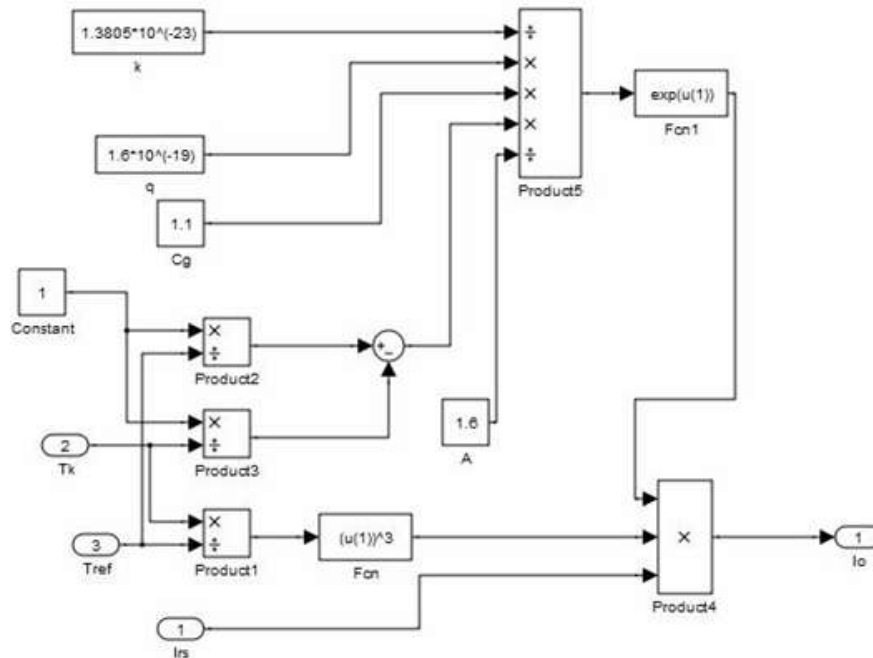 1.3805*10^(-23)
k
÷
×
×
×
÷
Product5
exp(u(1))
Fcn1
1.6*10^(-19)
q
1.1
Cg
1
Constant
×
÷
Product2
+
−
×
÷
Product3
2
Tk
1.6
A
×
÷
Product1
3
Tref
(u(1))^3
Fcn
×
Product4
1
Io
1
Irs